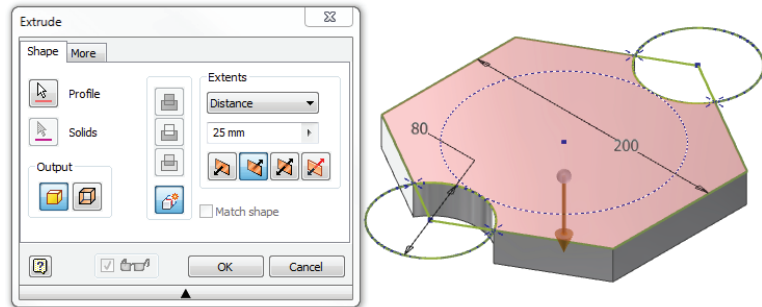 Extrude
Shape More
Profile
Solids
Output
Extents
Distance
25 mm
Match shape
OK Cancel
80
200